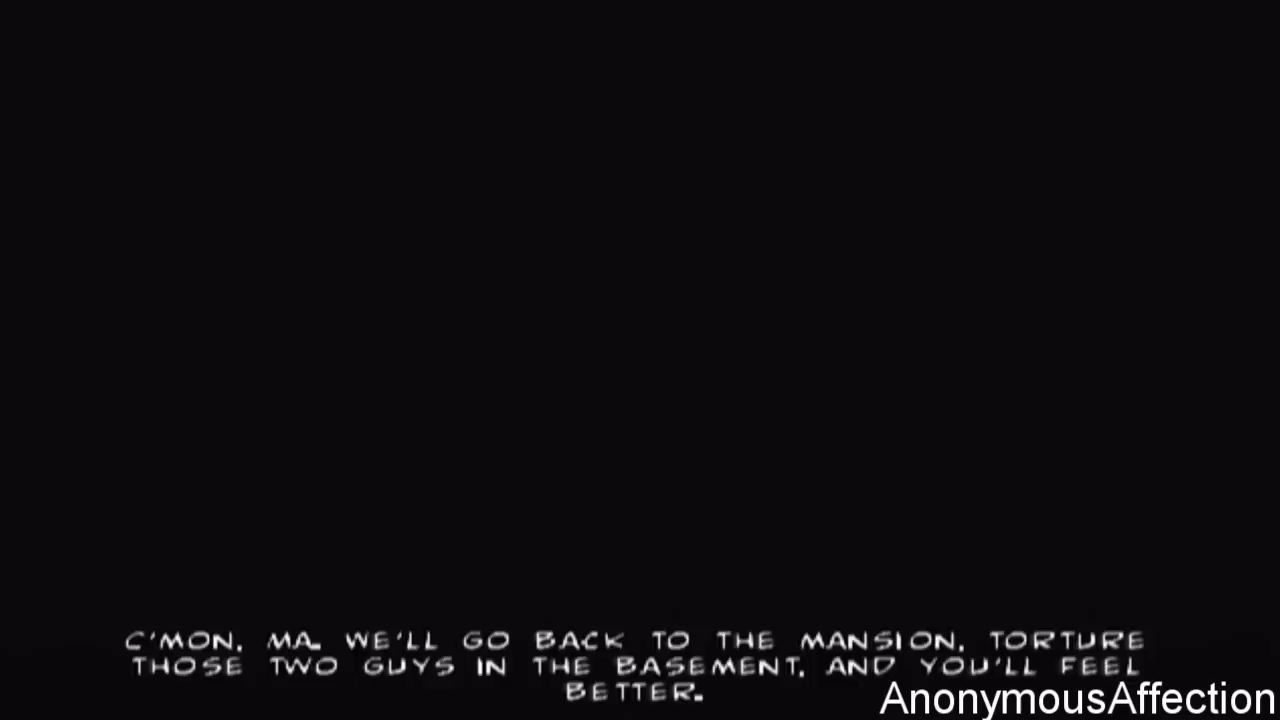 C'MON, MA. WE'LL GO BACK TO THE MANSION, TORTURE
THOSE TWO GUYS IN THE BASEMENT, AND YOU'LL FEEL
BETTER.
AnonymousAffection